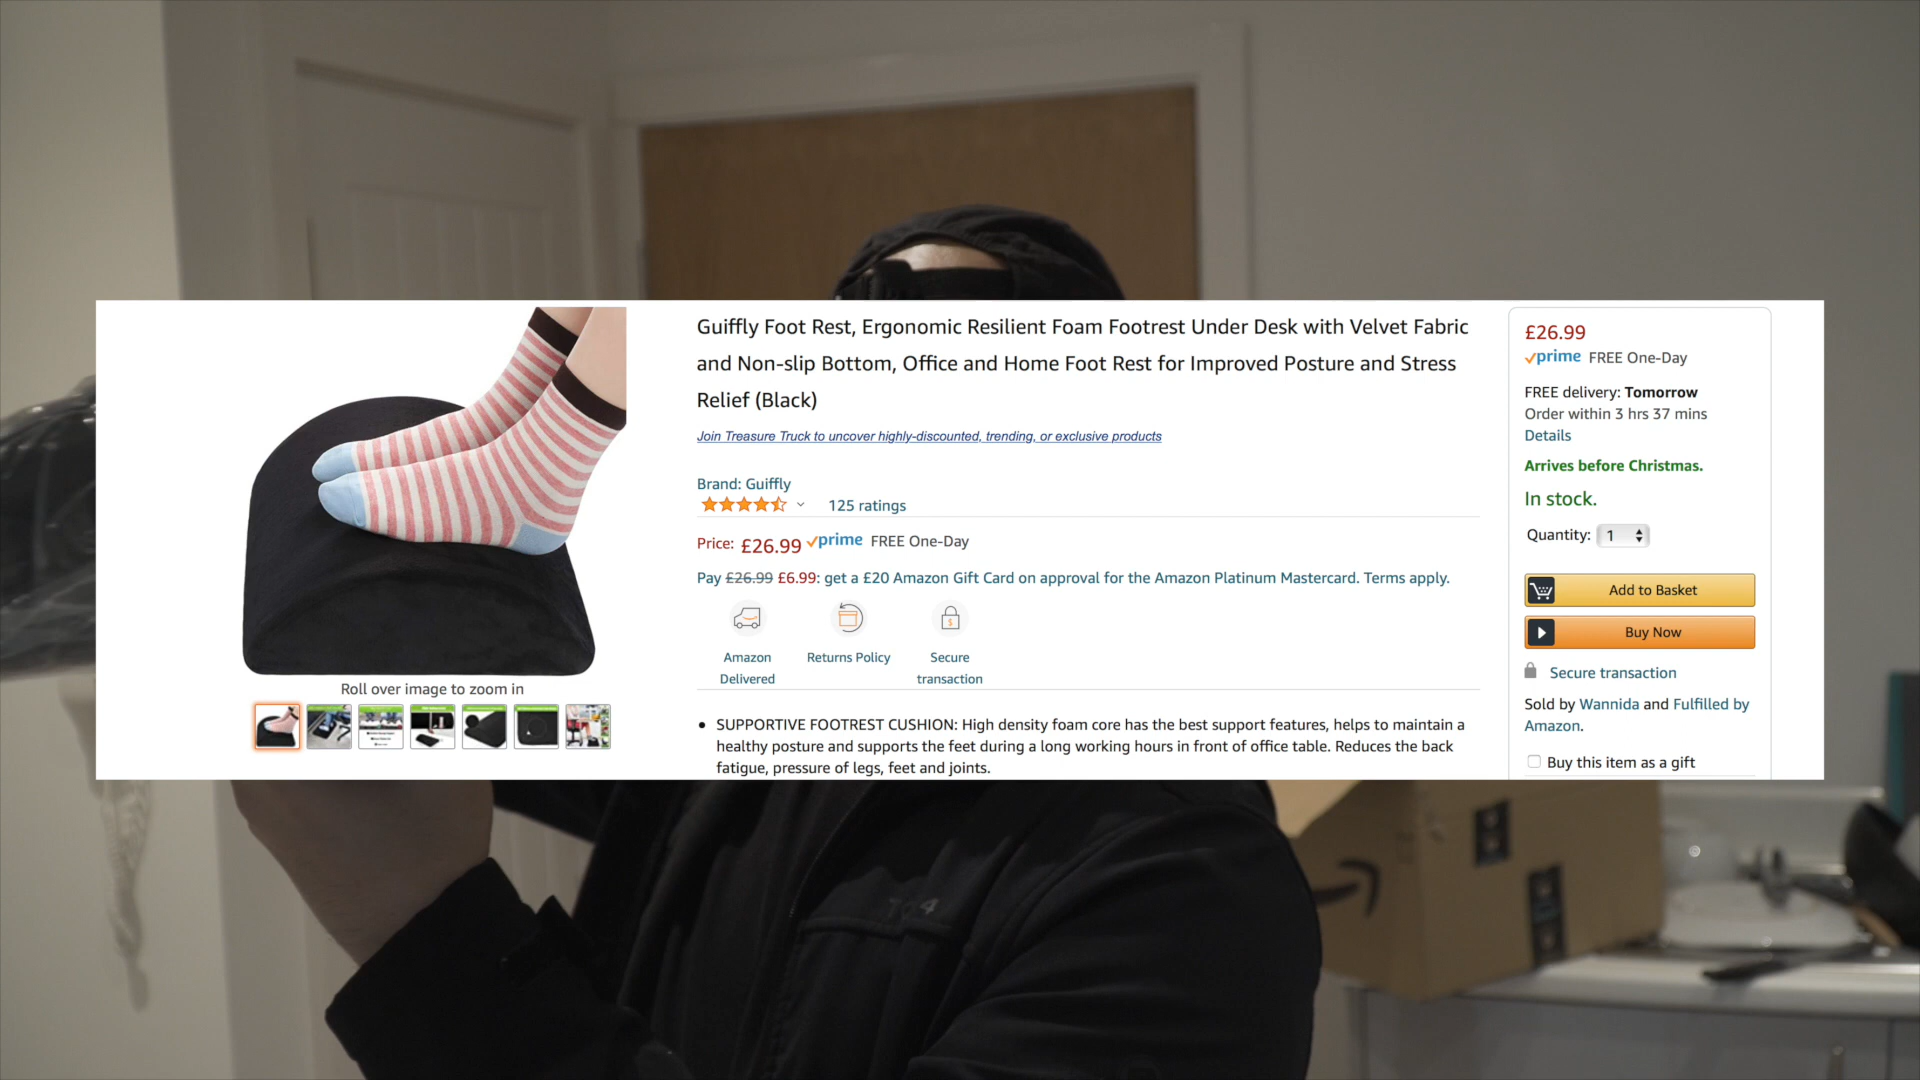 Guiffly Foot Rest, Ergonomic Resilient Foam Footrest Under Desk with Velvet Fabric
and Non-slip Bottom, Office and Home Foot Rest for Improved Posture and Stress
Relief (Black)
Join Treasure Truck to uncover highly-discounted, trending, or exclusive products
Brand: Guiffly
125 ratings
Price: £26.99 prime FREE One-Day
Pay £26.99 £6.99: get a £20 Amazon Gift Card on approval for the Amazon Platinum Mastercard. Terms apply.
Amazon
Delivered
Returns Policy
Secure
transaction
• SUPPORTIVE FOOTREST CUSHION: High density foam core has the best support features, helps to maintain a
healthy posture and supports the feet during a long working hours in front of office table. Reduces the back
fatigue, pressure of legs, feet and joints.
Roll over image to zoom in
£26.99
prime FREE One-Day
FREE delivery: Tomorrow
Order within 3 hrs 37 mins
Details
Arrives before Christmas.
In stock.
Quantity: 1
Add to Basket
Buy Now
Secure transaction
Sold by Wannida and Fulfilled by
Amazon.
Buy this item as a gift